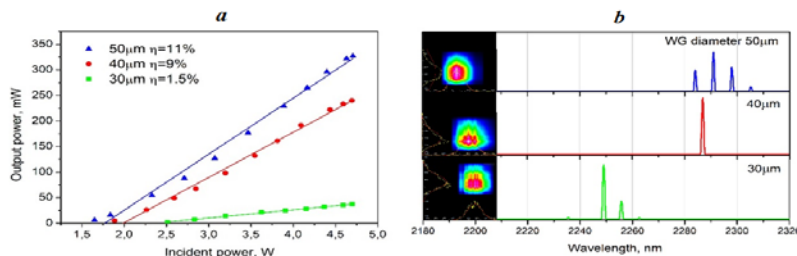 a
b
350
300
250
200
150
100
50
0
Output power, mW
50μm η=11%
40μm η=9%
30μm η=1.5%
1,5 2,0 2,5 3,0 3,5 4,0 4,5 5,0
Incident power, W
WG diameter 50μm
40μm
30μm
2180 2200 2220 2240 2260 2280 2300 2320
Wavelength, nm